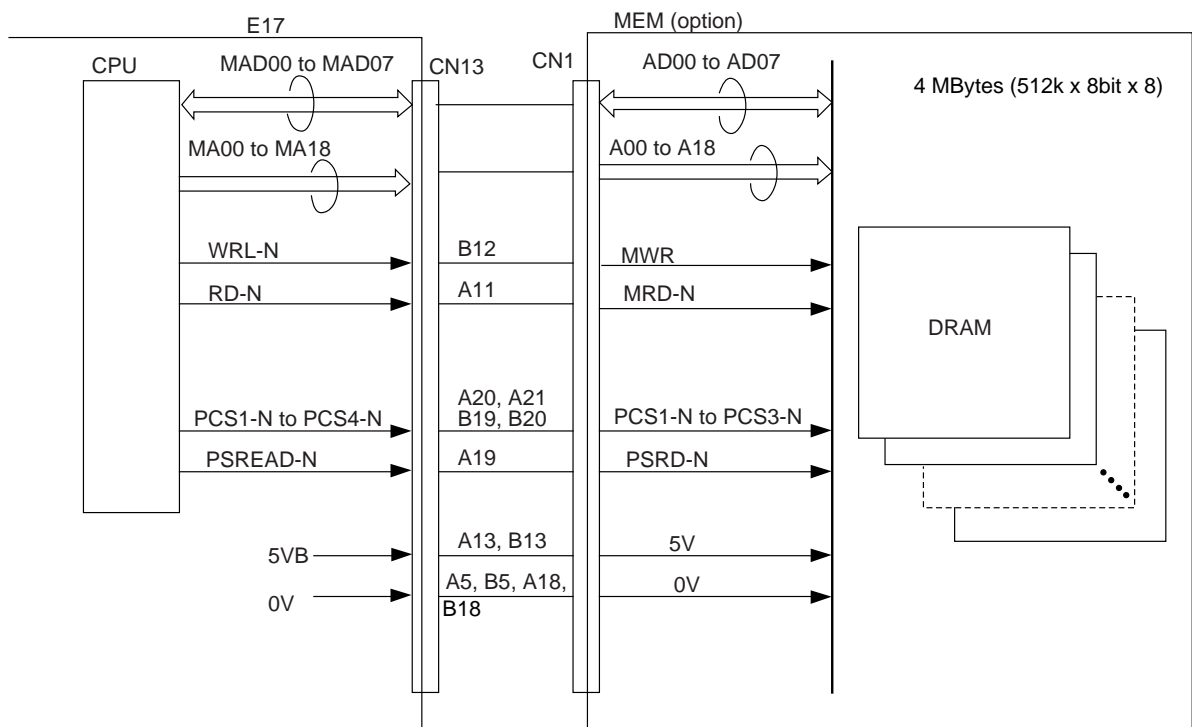 E17
MEM (option)
CPU
MAD00 to MAD07
CN13
CN1
AD00 to AD07
4 MBytes (512k x 8bit x 8)
MA00 to MA18
A00 to A18
WRL-N
B12
MWR
RD-N
A11
MRD-N
DRAM
A20, A21
PCS1-N to PCS4-N
B19, B20
PCS1-N to PCS3-N
PSREAD-N
A19
PSRD-N
5VB
A13, B13
5V
0V
A5, B5, A18,
B18
0V